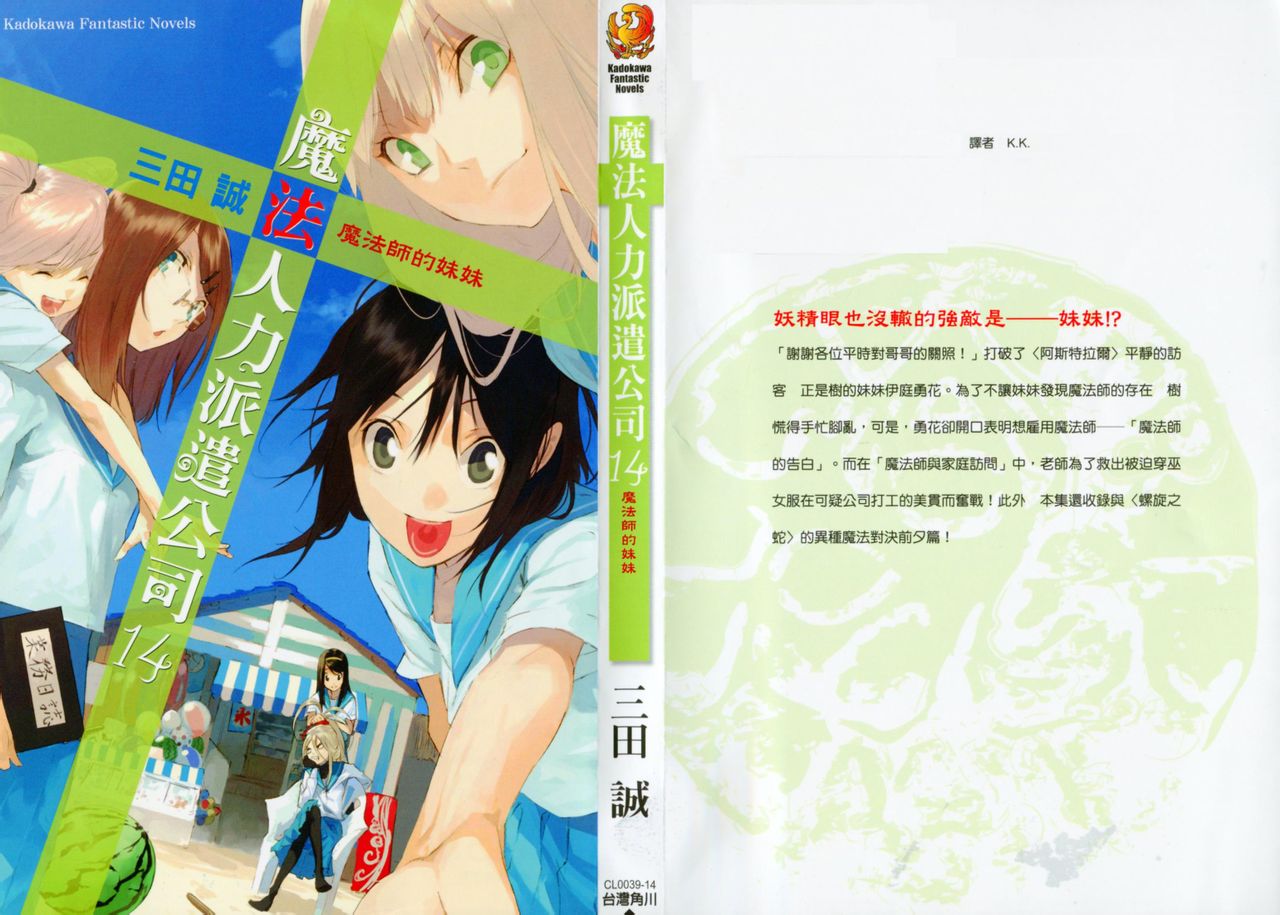 Kadokawa Fantastic Novels
三田 誠
魔法人力派遣公司14
魔法師的妹妹
業務日誌
氷
Kadokawa
Fantastic
Novels
魔法人力派遣公司14
魔法師的妹妹
三田 誠
CL0039-14
台灣角川
譯者 K.K.
妖精眼也沒轍的強敵是——妹妹!?
「謝謝各位平時對哥哥的關照！」打破了〈阿斯特拉爾〉平靜的訪
客 正是樹的妹妹伊庭勇花。為了不讓妹妹發現魔法師的存在 樹
慌得手忙腳亂，可是，勇花卻開口表明想雇用魔法師——「魔法師
的告白」。而在「魔法師與家庭訪問」中，老師為了救出被迫穿巫
女服在可疑公司打工的美貫而奮戰！此外 本集還收錄與〈螺旋之
蛇〉的異種魔法對決前夕篇！